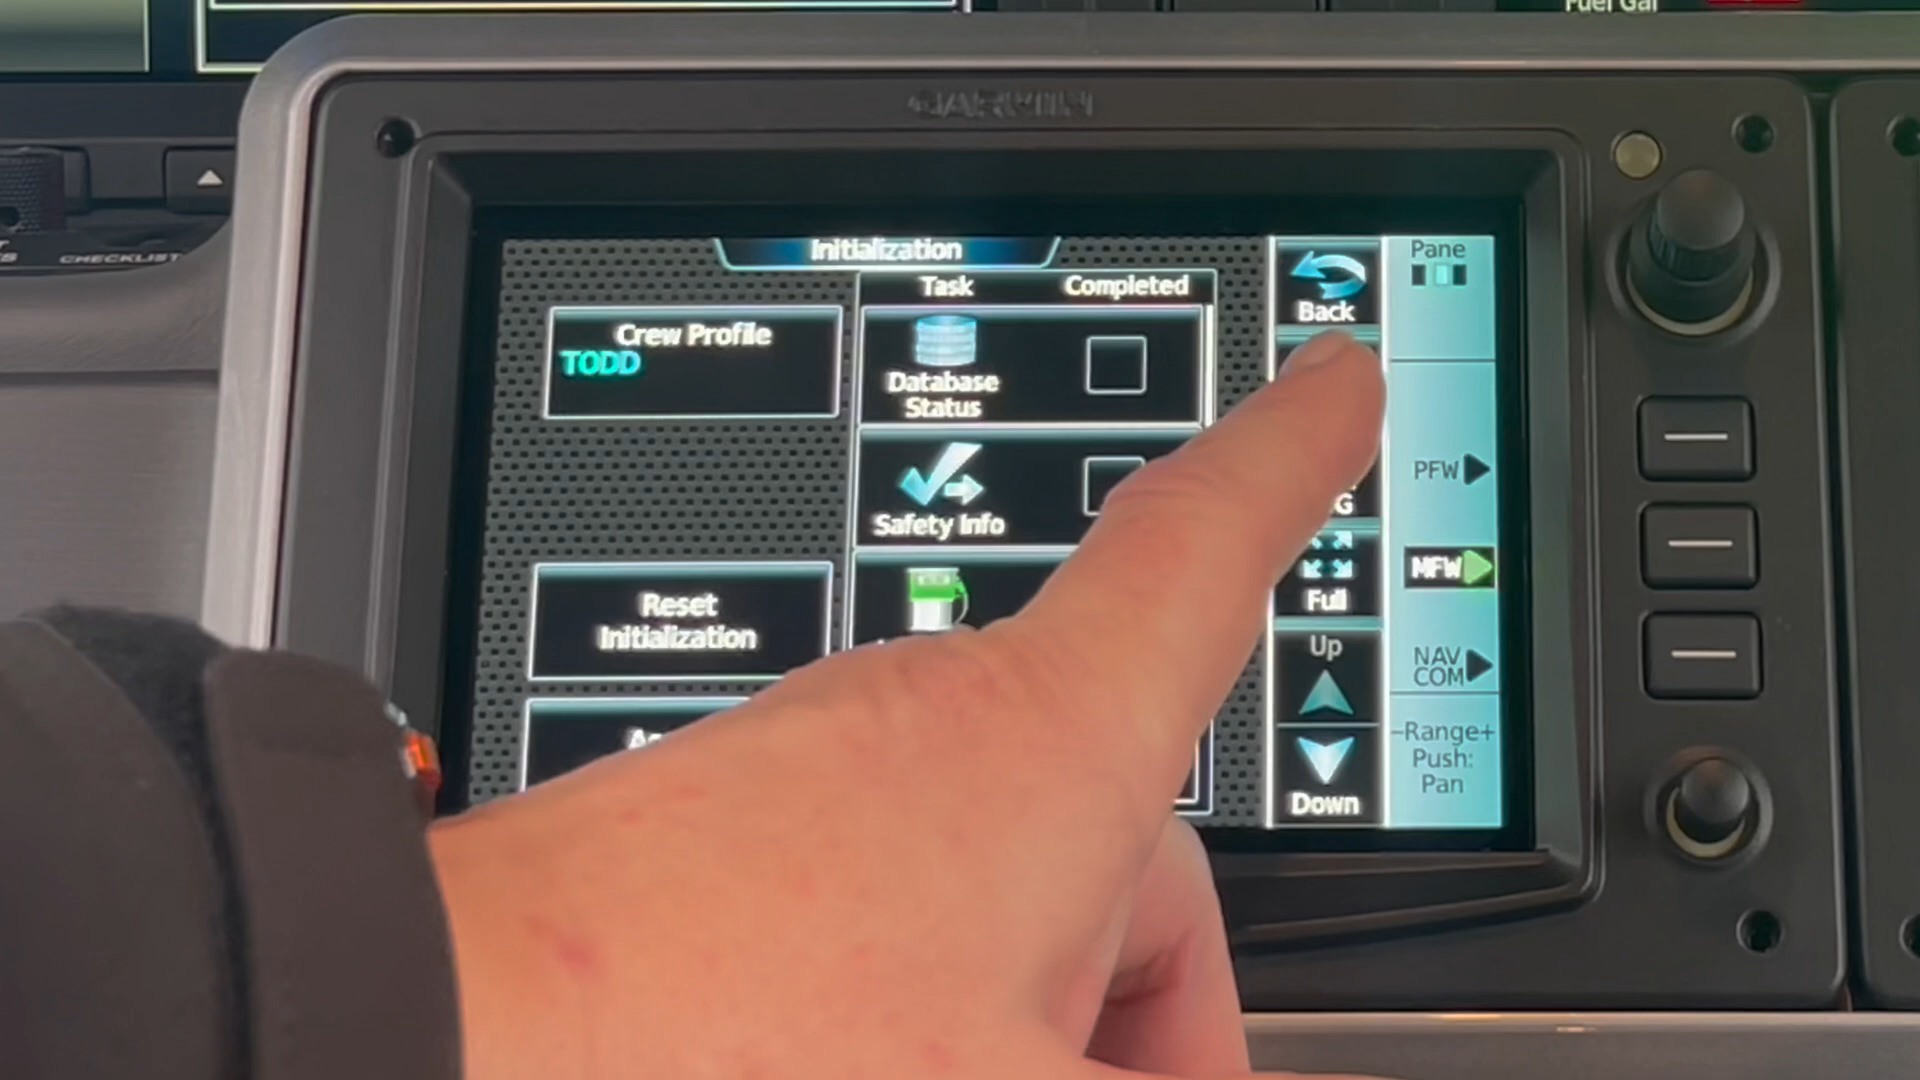 Fuel Gal
GARMIN
CHECKLIST
Initialization
Task
Completed
Crew Profile
TODD
Database
Status
Safety Info
Reset
Initialization
Back
Full
Up
Down
Pane
PFW
MFW
NAV
COM
-Range+
Push:
Pan